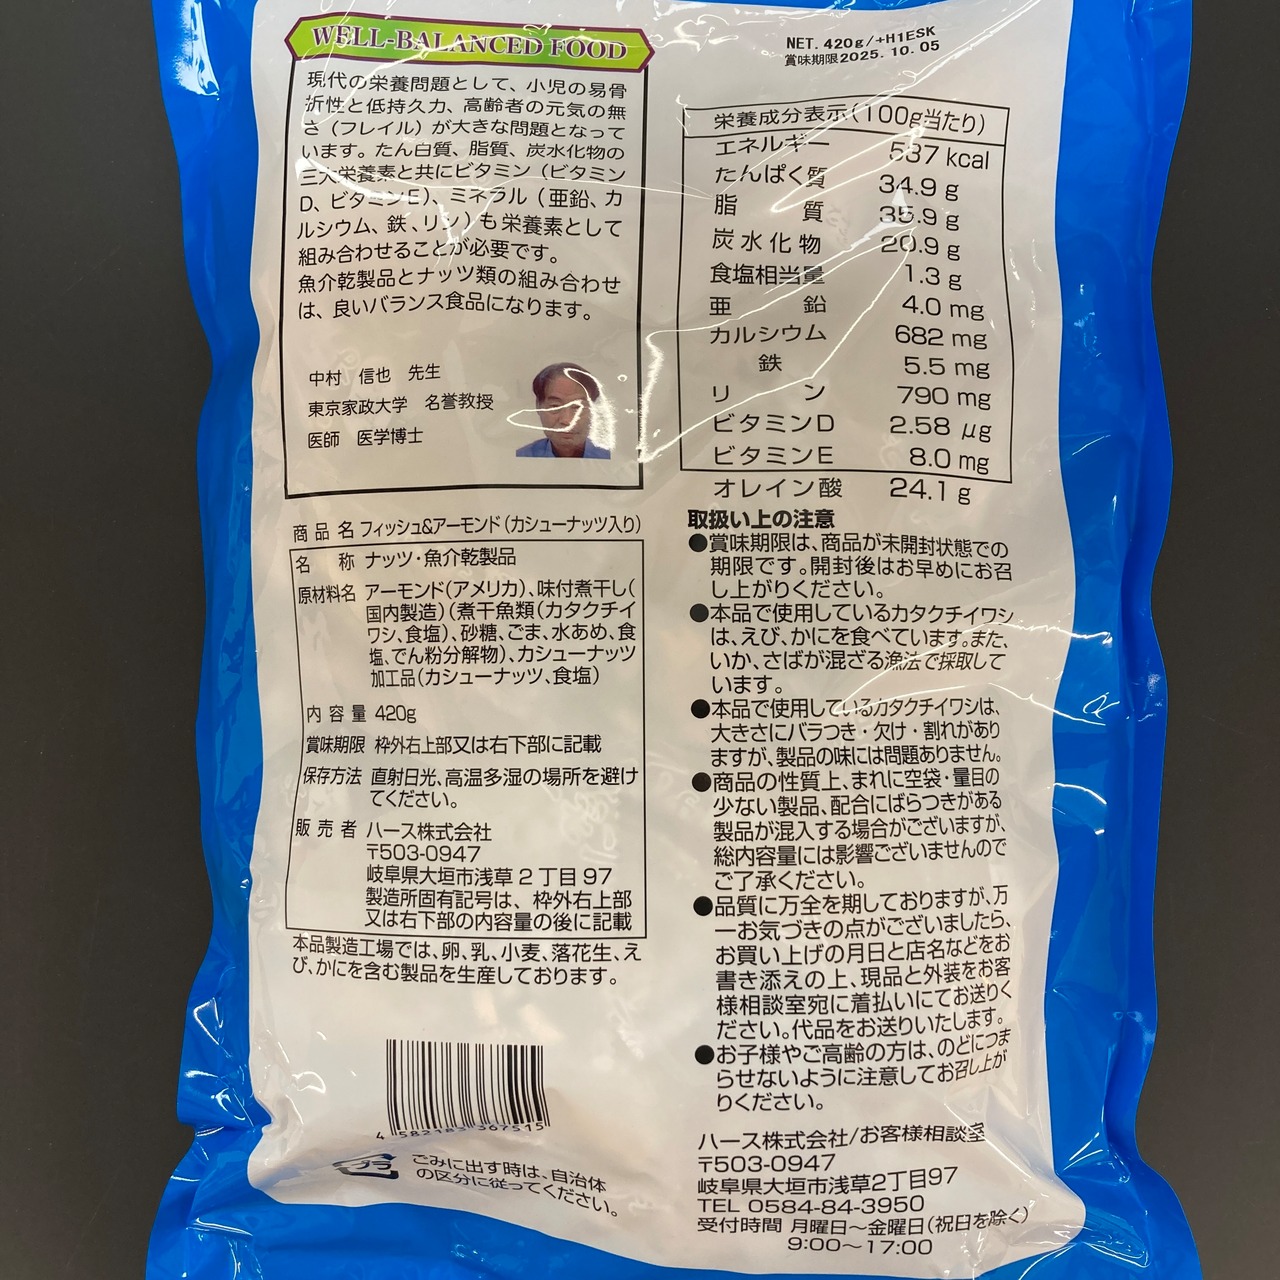 WELL-BALANCED FOOD
現代の栄養問題として、小児の易骨
折性と低持久力、高齢者の元気の無
さ（フレイル）が大きな問題となって
います。たん白質、脂質、炭水化物の
三大栄養素と共にビタミン（ビタミン
D、ビタミンE）、ミネラル（亜鉛、カ
ルシウム、鉄、リン）も栄養素として
組み合わせることが必要です。
魚介乾製品とナッツ類の組み合わせ
は、良いバランス食品になります。
中村 信也 先生
東京家政大学 名誉教授
医師 医学博士
商品名 フィッシュ&アーモンド（カシューナッツ入り）
名称 ナッツ・魚介乾製品
原材料名 アーモンド（アメリカ）、味付煮干し（
国内製造）（煮干魚類（カタクチイ
ワシ、食塩）、砂糖、ごま、水あめ、食
塩、でん粉分解物）、カシューナッツ
加工品（カシューナッツ、食塩）
内容量 420g
賞味期限 枠外右上部又は右下部に記載
保存方法 直射日光、高温多湿の場所を避け
てください。
販売者 ハース株式会社
〒503-0947
岐阜県大垣市浅草２丁目97
製造所固有記号は、枠外右上部
又は右下部の内容量の後に記載
本品製造工場では、卵、乳、小麦、落花生、え
び、かにを含む製品を生産しております。
プラ
ごみに出す時は、自治体
の区分に従ってください。
NET. 420g/+H1ESK
賞味期限2025. 10. 05
栄養成分表示（100g当たり）
エネルギー 537 kcal
たんぱく質 34.9 g
脂質 35.9 g
炭水化物 20.9 g
食塩相当量 1.3 g
亜鉛 4.0 mg
カルシウム 682 mg
鉄 5.5 mg
リン 790 mg
ビタミンD 2.58 μg
ビタミンE 8.0 mg
オレイン酸 24.1 g
取扱い上の注意
●賞味期限は、商品が未開封状態での
期限です。開封後はお早めにお召
し上がりください。
●本品で使用しているカタクチイワシ
は、えび、かにを食べています。また、
いか、さばが混ざる漁法で採取して
います。
●本品で使用しているカタクチイワシは、
大きさにバラつき・欠け・割れがあり
ますが、製品の味には問題ありません。
●商品の性質上、まれに空袋・量目の
少ない製品、配合にばらつきがある
製品が混入する場合がございますが、
総内容量には影響ございませんので
ご了承ください。
●品質に万全を期しておりますが、万
一お気づきの点がございましたら、
お買い上げの月日と店名などをお
書き添えの上、現品と外装をお客
様相談室宛に着払いにてお送りく
ださい。代品をお送りいたします。
●お子様やご高齢の方は、のどにつま
らせないように注意してお召し上が
りください。
ハース株式会社/お客様相談室
〒503-0947
岐阜県大垣市浅草2丁目97
TEL 0584-84-3950
受付時間 月曜日～金曜日（祝日を除く）
9:00～17:00